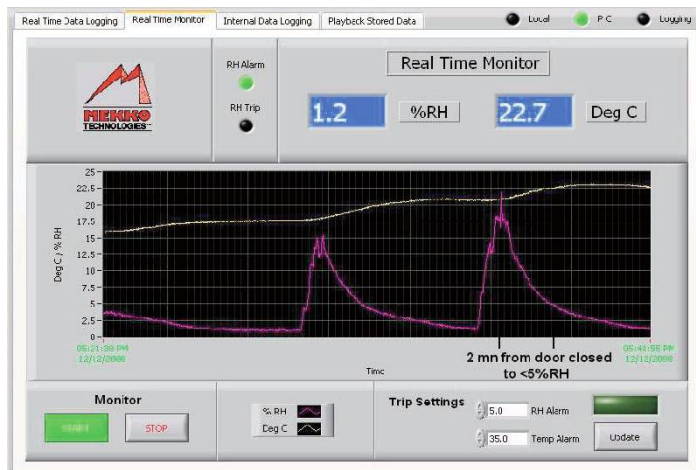 Real Time Data Logging
Real Time Monitor
Internal Data Logging
Playback Stored Data
Local
PC
Logging
MEKKO
TECHNOLOGIES
RH Alarm
RH Trip
Real Time Monitor
1.2
%RH
22.7
Deg C
25
22.5
20
17.5
15
12.5
10
7.5
5
2.5
0
Deg C / % RH
05:21:38 PM
12/12/2008
Time
05:41:55 PM
12/12/2008
2 mn from door closed
to <5%RH
Monitor
START
STOP
% RH
Deg C
Trip Settings
5.0
RH Alarm
35.0
Temp Alarm
Update